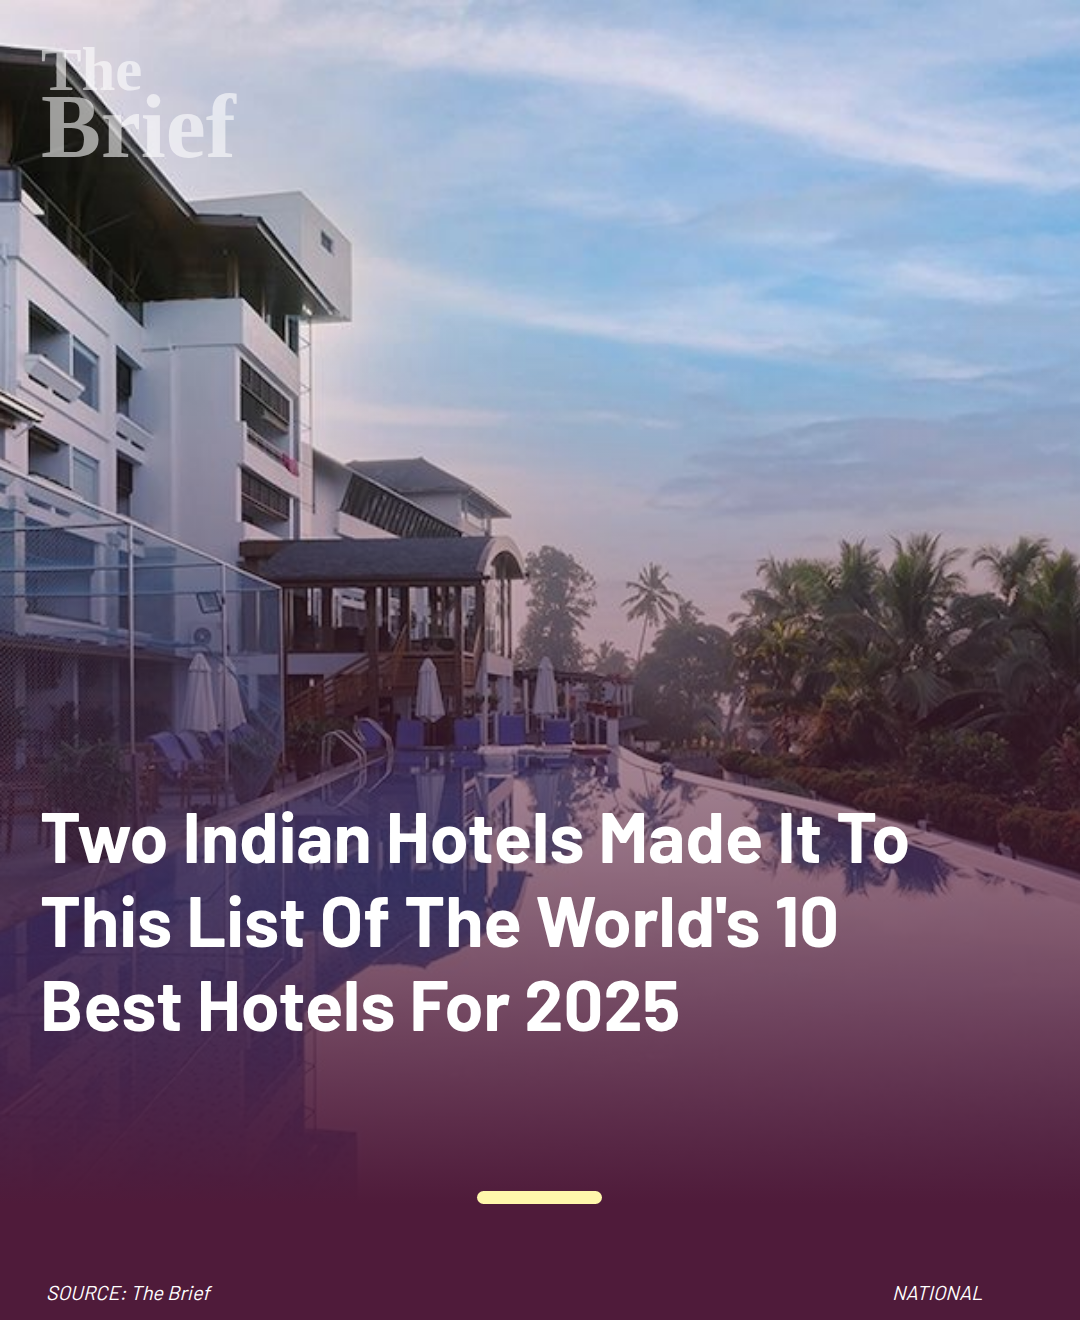 The
Brief
Two Indian Hotels Made It To
This List Of The World's 10
Best Hotels For 2025
SOURCE: The Brief
NATIONAL